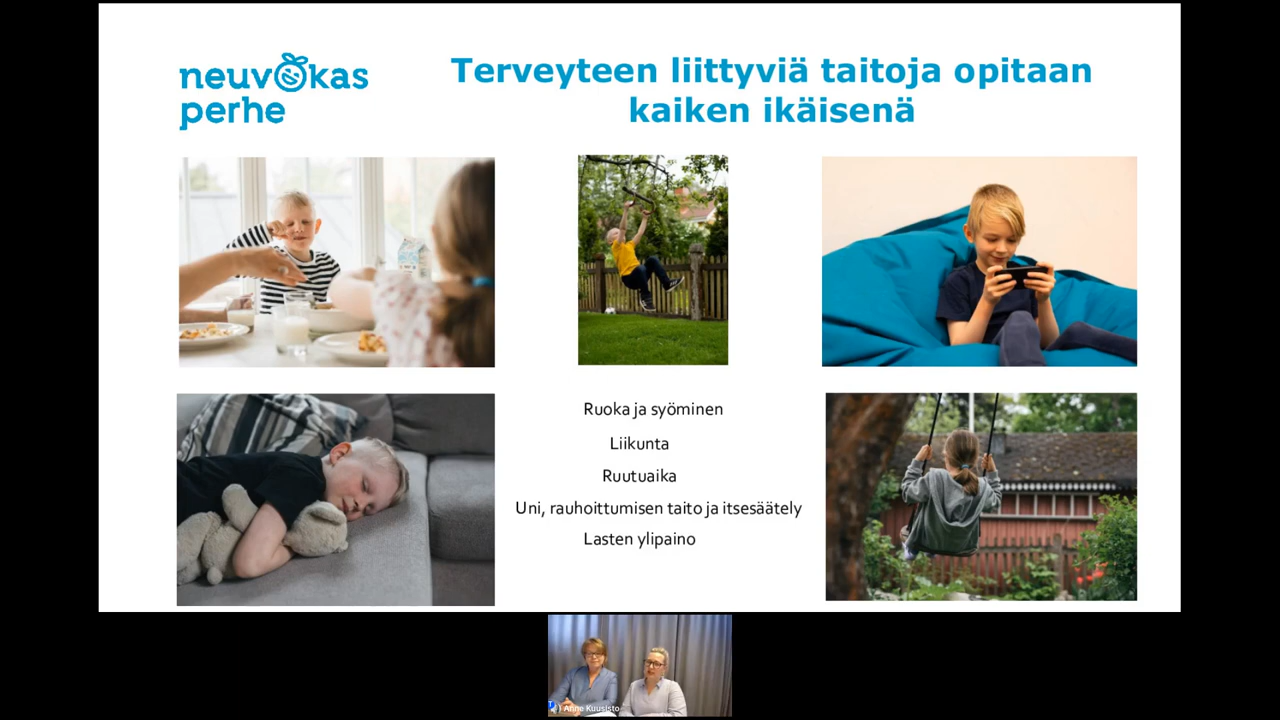 neuvokas
perhe
Terveyteen liittyviä taitoja opitaan
kaiken ikäisenä
Ruoka ja syöminen
Liikunta
Ruutuaika
Uni, rauhoittumisen taito ja itsesäätely
Lasten ylipaino
Anne Kuusisto